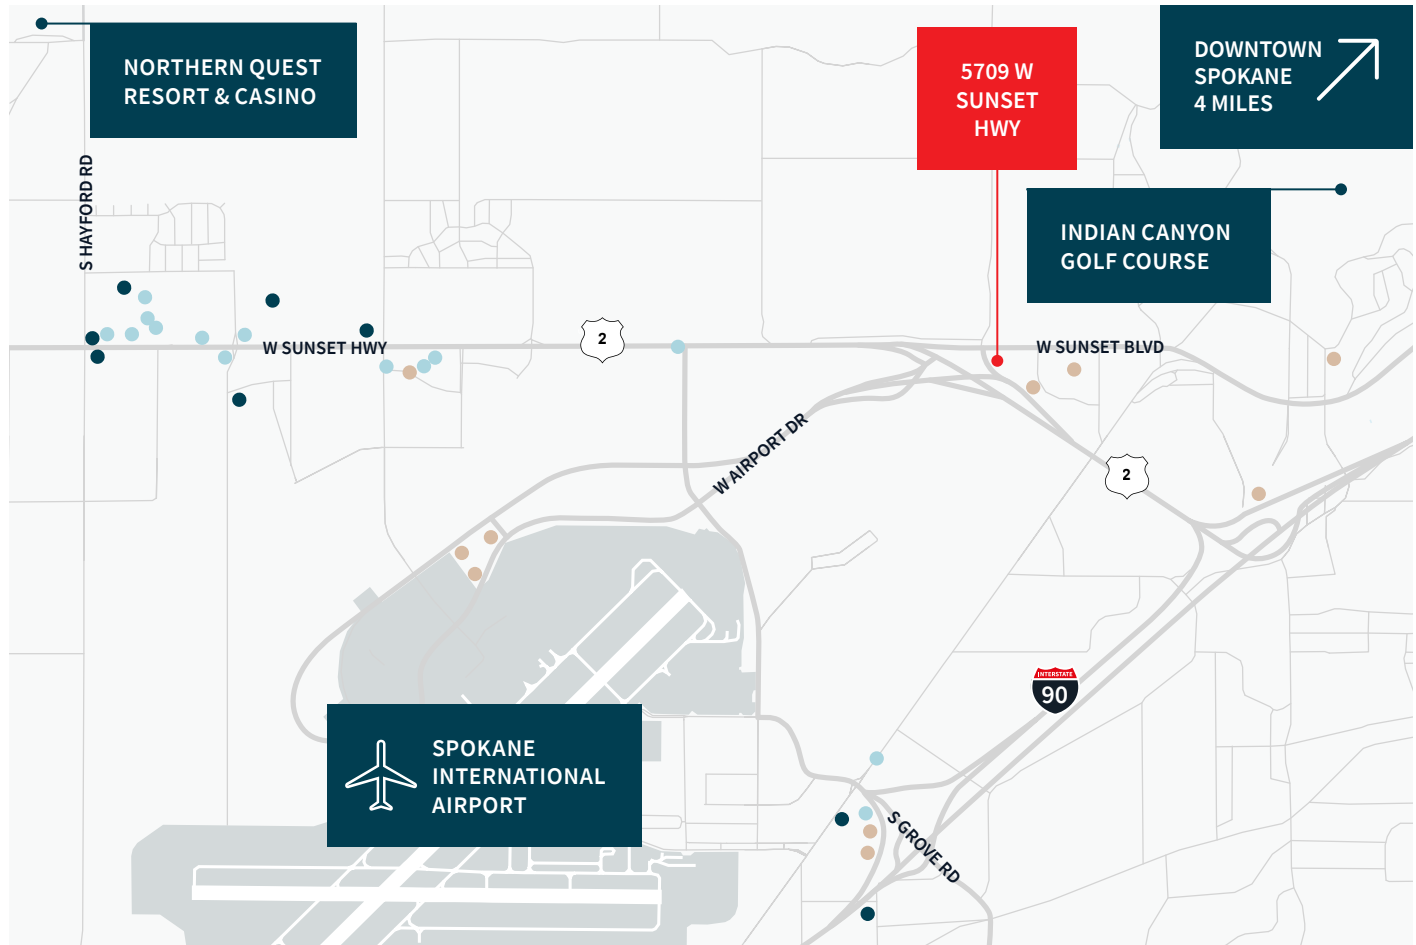 NORTHERN QUEST
RESORT & CASINO
5709 W
SUNSET
HWY
DOWNTOWN
SPOKANE
4 MILES
S HAYFORD RD
INDIAN CANYON
GOLF COURSE
W SUNSET HWY
2
W SUNSET BLVD
W AIRPORT DR
2
INTERSTATE
90
SPOKANE
INTERNATIONAL
AIRPORT
S GROVE RD